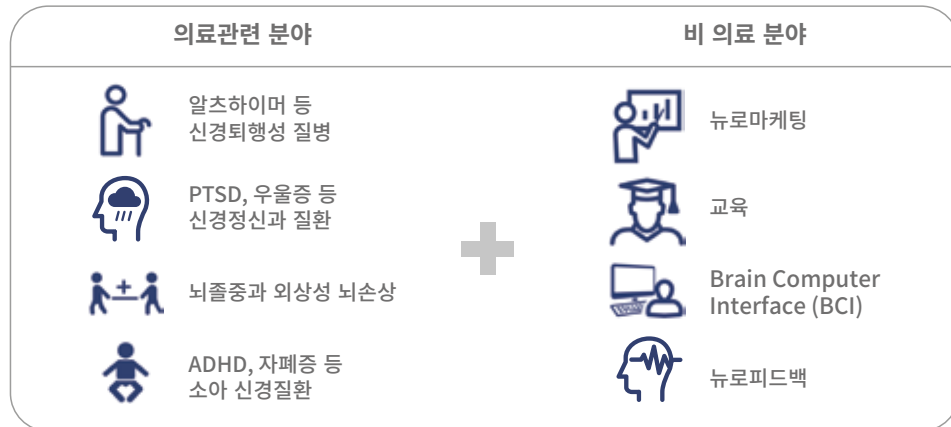 의료관련 분야
비 의료 분야
알츠하이머 등
신경퇴행성 질병
PTSD, 우울증 등
신경정신과 질환
뇌졸중과 외상성 뇌손상
ADHD, 자폐증 등
소아 신경질환
뉴로마케팅
교육
Brain Computer
Interface (BCI)
뉴로피드백